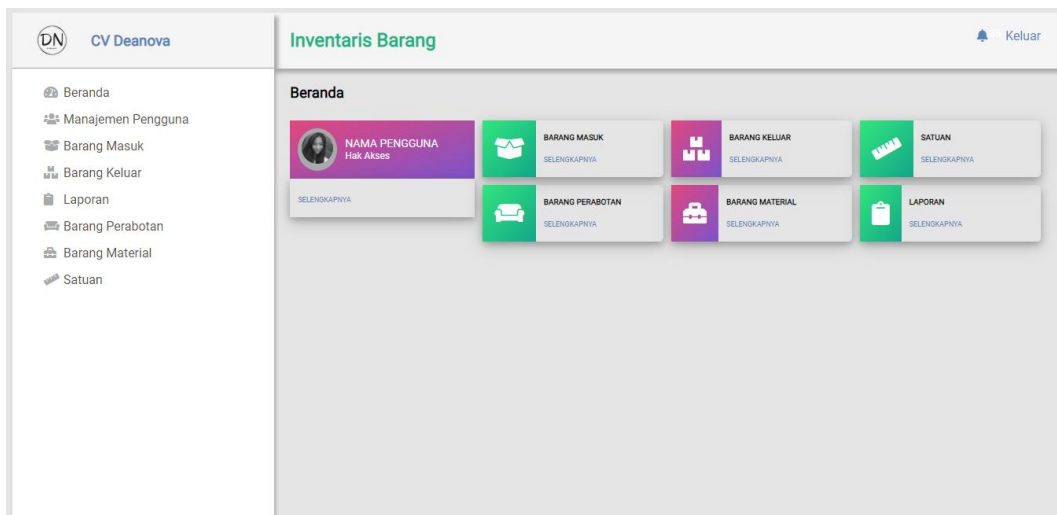 DN
CV Deanova
Inventaris Barang
Keluar
Beranda
Manajemen Pengguna
Barang Masuk
Barang Keluar
Laporan
Barang Perabotan
Barang Material
Satuan
Beranda
NAMA PENGGUNA
Hak Akses
SELENGKAPNYA
BARANG MASUK
SELENGKAPNYA
BARANG KELUAR
SELENGKAPNYA
SATUAN
SELENGKAPNYA
BARANG PERABOTAN
SELENGKAPNYA
BARANG MATERIAL
SELENGKAPNYA
LAPORAN
SELENGKAPNYA